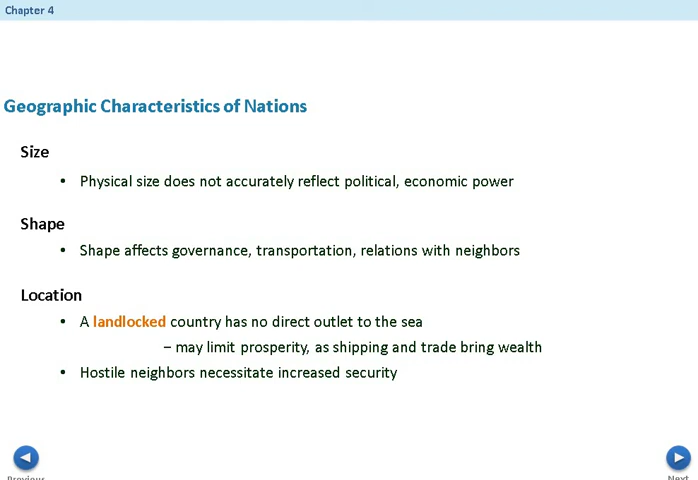 Chapter 4
Geographic Characteristics of Nations
Size
• Physical size does not accurately reflect political, economic power
Shape
• Shape affects governance, transportation, relations with neighbors
Location
• A landlocked country has no direct outlet to the sea
– may limit prosperity, as shipping and trade bring wealth
• Hostile neighbors necessitate increased security
Previous
Next